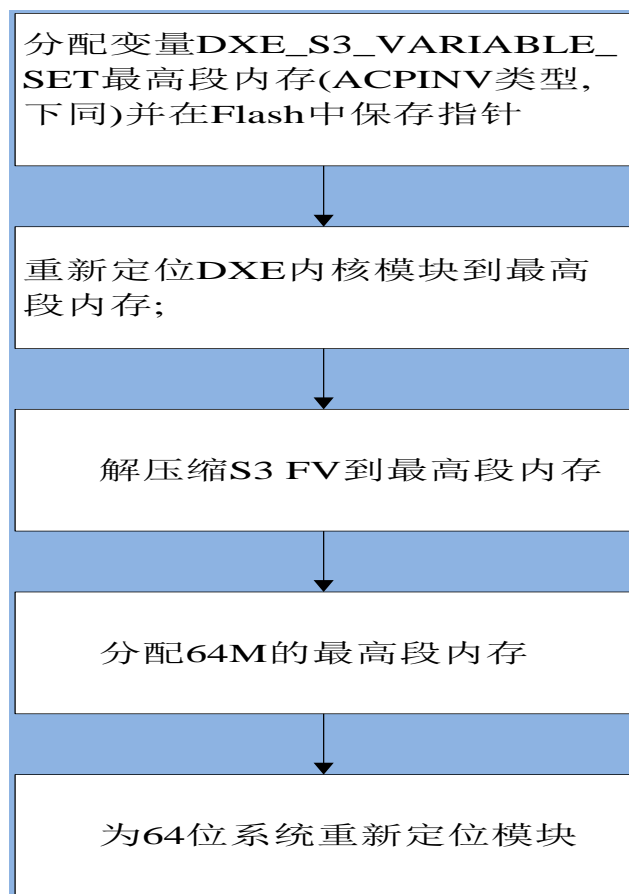 分配变量DXE_S3_VARIABLE_
SET最高段内存(ACPINV类型,
下同)并在Flash中保存指针
重新定位DXE内核模块到最高
段内存;
解压缩S3 FV到最高段内存
分配64M的最高段内存
为64位系统重新定位模块